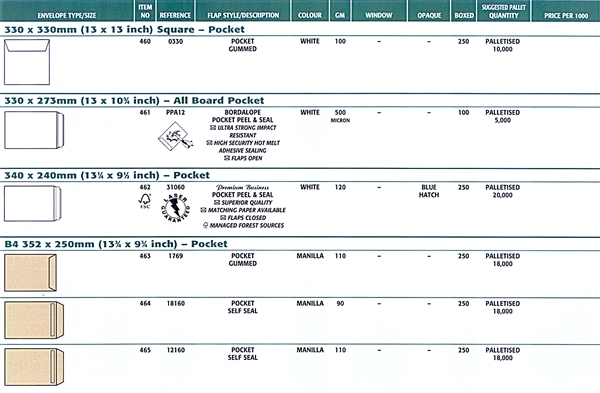 ENVELOPE TYPE/SIZE ITEM NO REFERENCE FLAP STYLE/DESCRIPTION COLOUR GM WINDOW OPAQUE BOXED SUGGESTED PALLET QUANTITY PRICE PER 1000
330 x 330mm (13 x 13 inch) Square – Pocket
460 0330 POCKET WHITE 100 – – 250 PALLETISED
GUMMED 10,000
330 x 273mm (13 x 10¾ inch) – All Board Pocket
461 PPA12 BORDALOPE WHITE 500 – – 100 PALLETISED
POCKET PEEL & SEAL MICRON 5,000
ULTRA STRONG IMPACT
RESISTANT
HIGH SECURITY HOT MELT
ADHESIVE SEALING
FLAPS OPEN
340 x 240mm (13¼ x 9½ inch) – Pocket
462 31060 Premium Business WHITE 120 – BLUE 250 PALLETISED
POCKET PEEL & SEAL HATCH 20,000
SUPERIOR QUALITY
MATCHING PAPER AVAILABLE
FLAPS CLOSED
MANAGED FOREST SOURCES
FSC
LASER GUARANTEED
B4 352 x 250mm (13¾ x 9¾ inch) – Pocket
463 1769 POCKET MANILLA 110 – – 250 PALLETISED
GUMMED 18,000
464 18160 POCKET MANILLA 90 – – 250 PALLETISED
SELF SEAL 18,000
465 12160 POCKET MANILLA 110 – – 250 PALLETISED
SELF SEAL 18,000